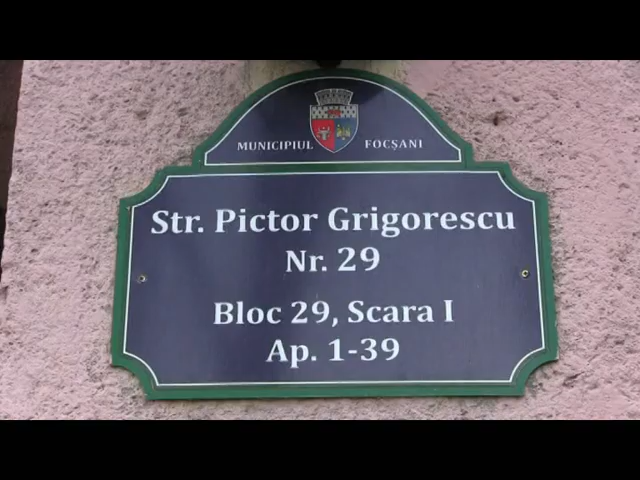 MUNICIPIUL FOCȘANI
Str. Pictor Grigorescu
Nr. 29
Bloc 29, Scara I
Ap. 1-39